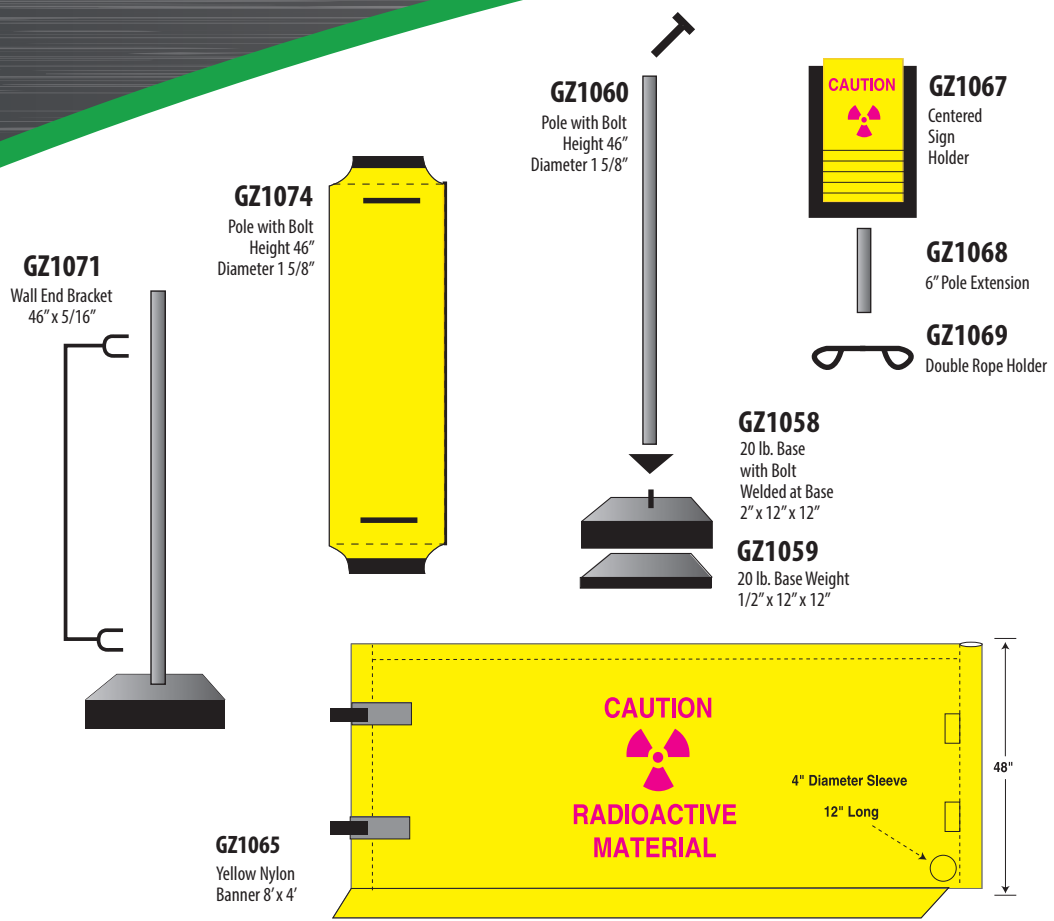 GZ1060
Pole with Bolt
Height 46”
Diameter 1 5/8”
CAUTION
GZ1067
Centered
Sign
Holder
GZ1074
Pole with Bolt
Height 46”
Diameter 1 5/8”
GZ1071
Wall End Bracket
46” x 5/16”
GZ1068
6” Pole Extension
GZ1069
Double Rope Holder
GZ1058
20 lb. Base
with Bolt
Welded at Base
2” x 12” x 12”
GZ1059
20 lb. Base Weight
1/2” x 12” x 12”
CAUTION
RADIOACTIVE
MATERIAL
4" Diameter Sleeve
12" Long
48"
GZ1065
Yellow Nylon
Banner 8’ x 4’